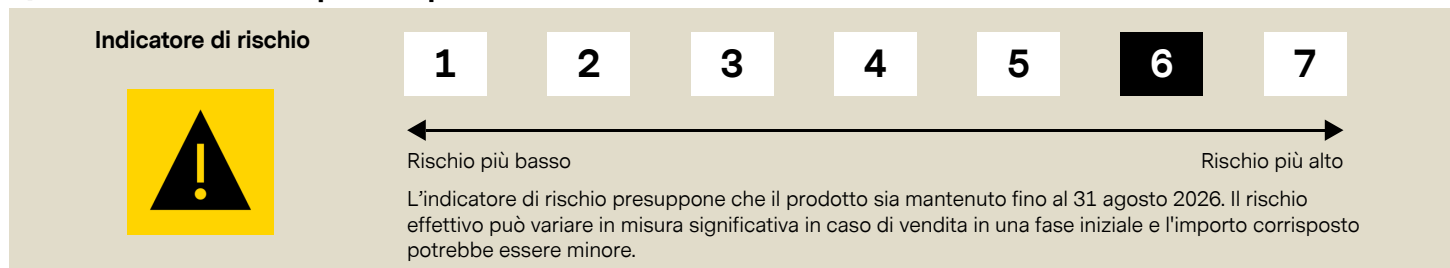 Indicatore di rischio
1 2 3 4 5 6 7
Rischio più basso Rischio più alto
L’indicatore di rischio presuppone che il prodotto sia mantenuto fino al 31 agosto 2026. Il rischio
effettivo può variare in misura significativa in caso di vendita in una fase iniziale e l'importo corrisposto
potrebbe essere minore.